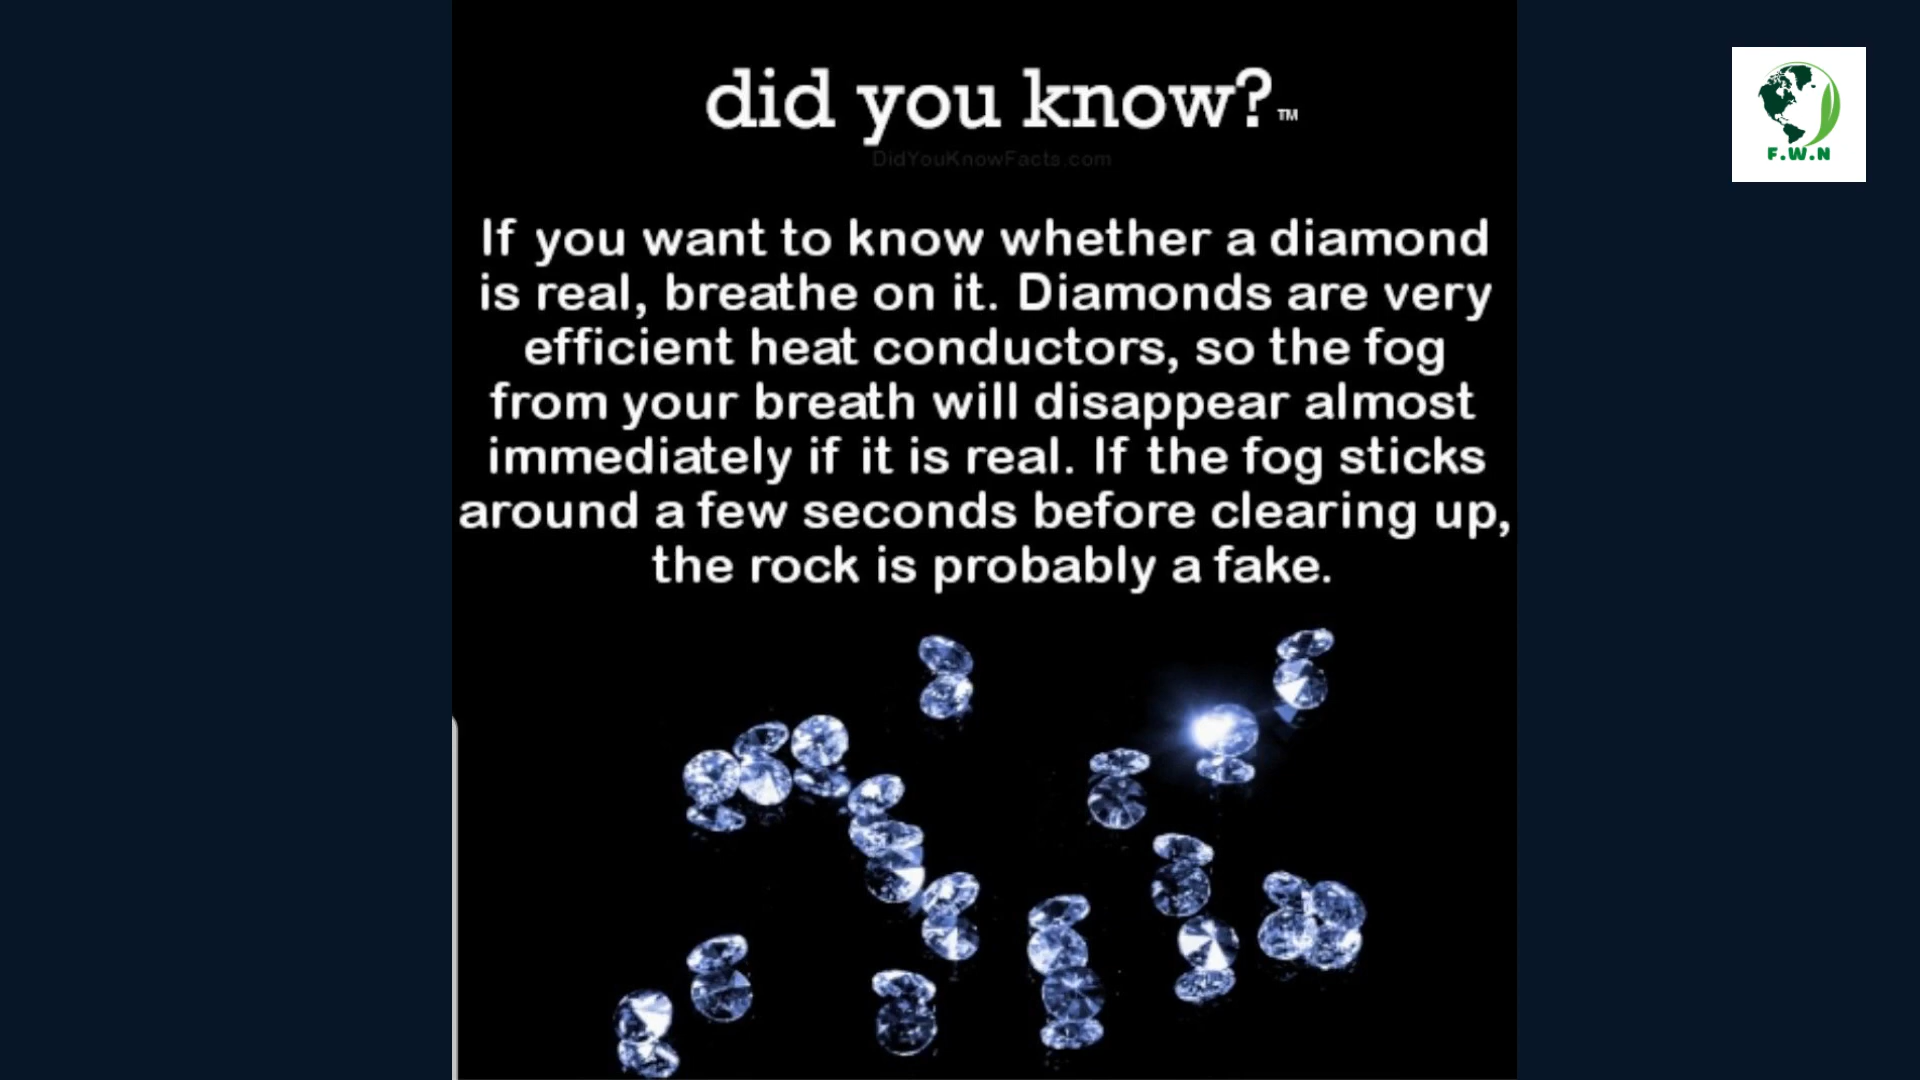 did you know?™
DidYouKnowFacts.com
If you want to know whether a diamond
is real, breathe on it. Diamonds are very
efficient heat conductors, so the fog
from your breath will disappear almost
immediately if it is real. If the fog sticks
around a few seconds before clearing up,
the rock is probably a fake.
F.W.N